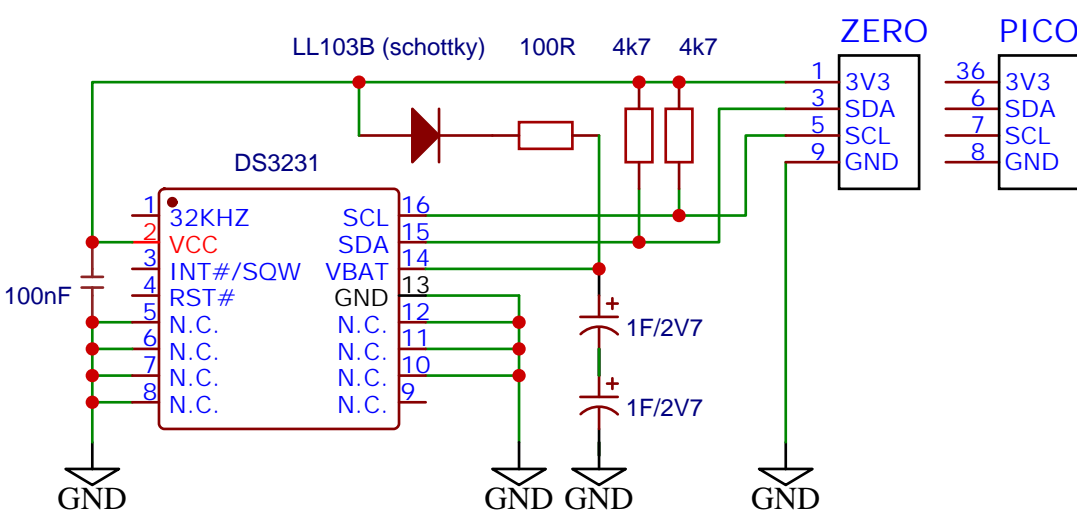 ZERO PICO
LL103B (schottky) 100R 4k7 4k7
1 3V3 36 3V3
3 SDA 6 SDA
5 SCL 7 SCL
9 GND 8 GND
DS3231
1 32KHZ SCL 16
2 VCC SDA 15
3 INT#/SQW VBAT 14
4 RST# GND 13
5 N.C. N.C. 12
6 N.C. N.C. 11
7 N.C. N.C. 10
8 N.C. N.C. 9
100nF
+ 1F/2V7
+ 1F/2V7
GND GND GND GND